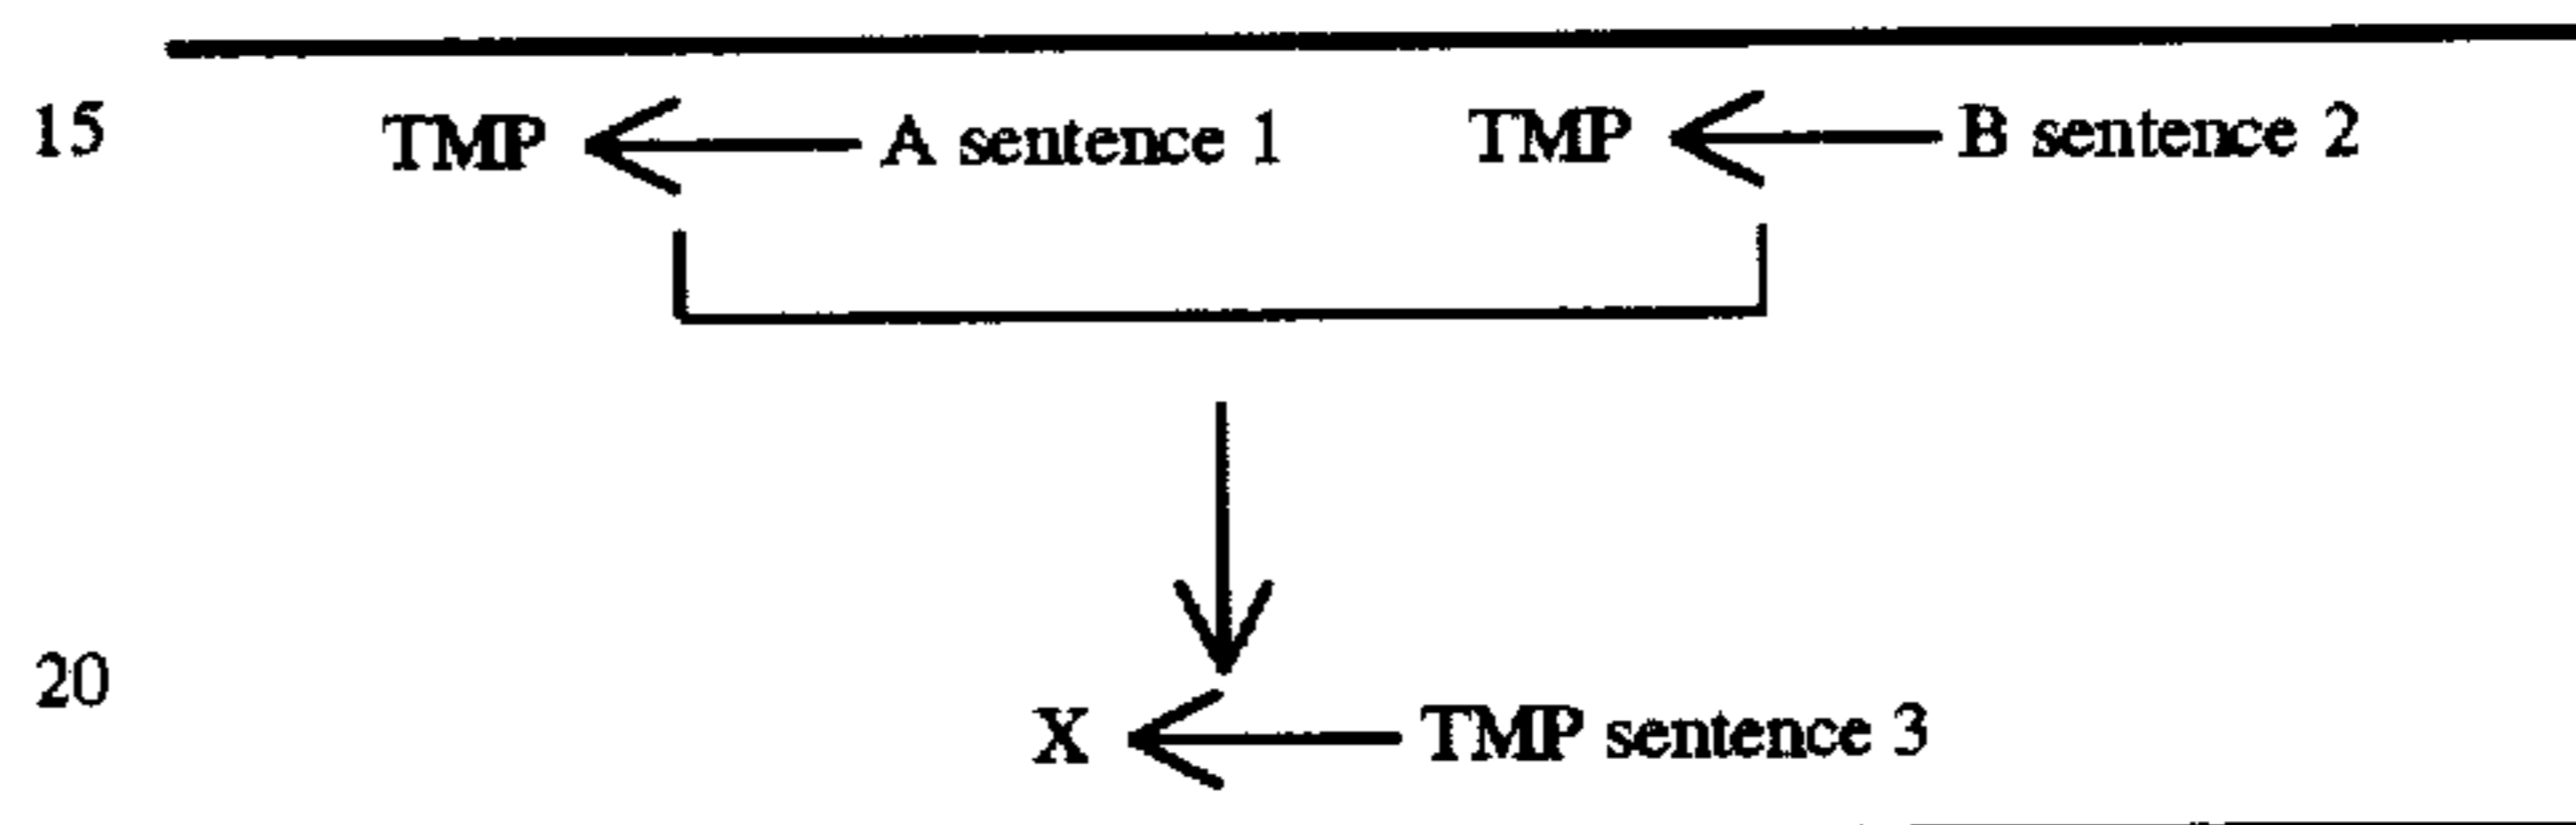 15 TMP ← A sentence 1 TMP ← B sentence 2
20
X ← TMP sentence 3